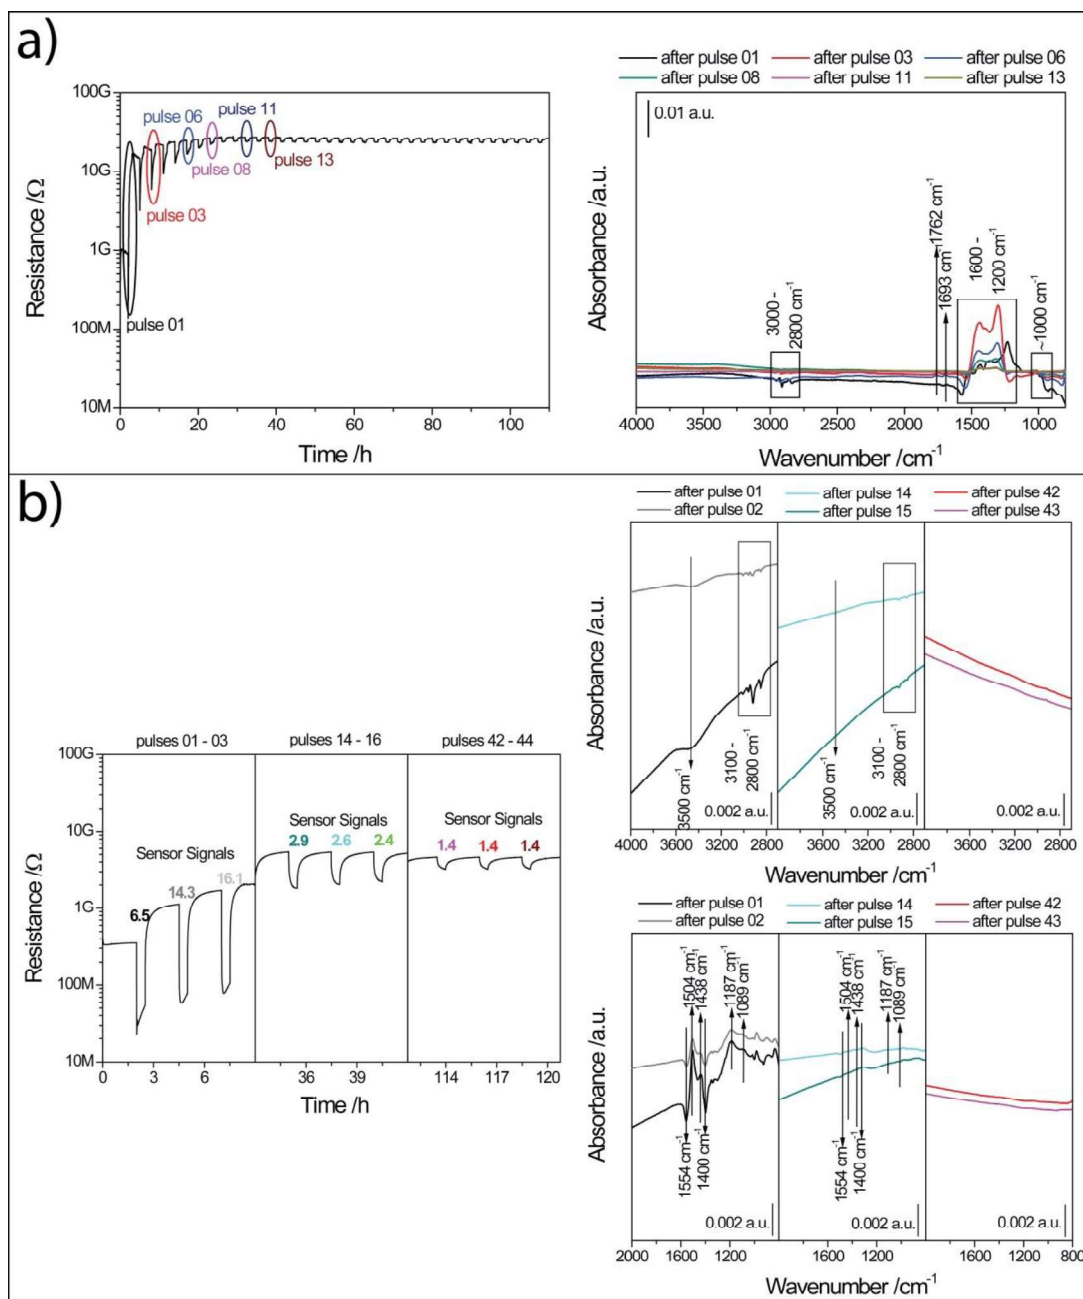 a)
after pulse 01
after pulse 03
after pulse 06
after pulse 08
after pulse 11
after pulse 13
100G
10G
1G
100M
10M
Resistance /Ω
pulse 06
pulse 11
pulse 08
pulse 13
pulse 03
pulse 01
0
20
40
60
80
100
Time /h
0.01 a.u.
Absorbance /a.u.
3000 -
2800 cm-1
1762 cm-1
1693 cm-1
1600 -
1200 cm-1
~1000 cm-1
4000
3500
3000
2500
2000
1500
1000
Wavenumber /cm-1
b)
pulses 01 - 03
pulses 14 - 16
pulses 42 - 44
100G
10G
1G
100M
10M
Resistance /Ω
Sensor Signals
6.5
14.3
16.1
Sensor Signals
2.9
2.6
2.4
Sensor Signals
1.4
1.4
1.4
0
3
6
36
39
114
117
120
Time /h
after pulse 01
after pulse 14
after pulse 42
after pulse 02
after pulse 15
after pulse 43
Absorbance /a.u.
3500 cm-1
3100 -
2800 cm-1
0.002 a.u.
3500 cm-1
3100 -
2800 cm-1
0.002 a.u.
0.002 a.u.
4000
3600
3200
2800
3600
3200
2800
3600
3200
2800
Wavenumber /cm-1
after pulse 01
after pulse 14
after pulse 42
after pulse 02
after pulse 15
after pulse 43
Absorbance /a.u.
1504 cm-1
1438 cm-1
1187 cm-1
1089 cm-1
1554 cm-1
1400 cm-1
0.002 a.u.
1504 cm-1
1438 cm-1
1187 cm-1
1089 cm-1
1554 cm-1
1400 cm-1
0.002 a.u.
0.002 a.u.
2000
1600
1200
1600
1200
1600
1200
800
Wavenumber /cm-1